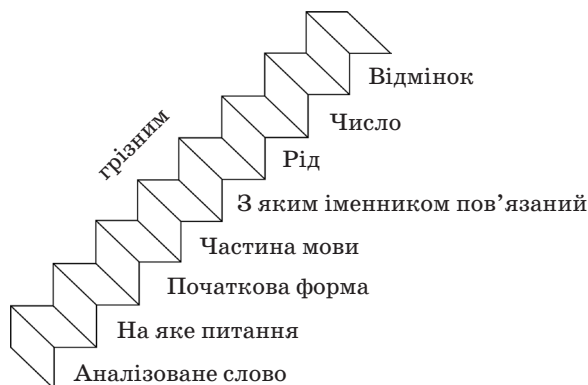 Відмінок
Число
грізним
Рід
З яким іменником пов’язаний
Частина мови
Початкова форма
На яке питання
Аналізоване слово